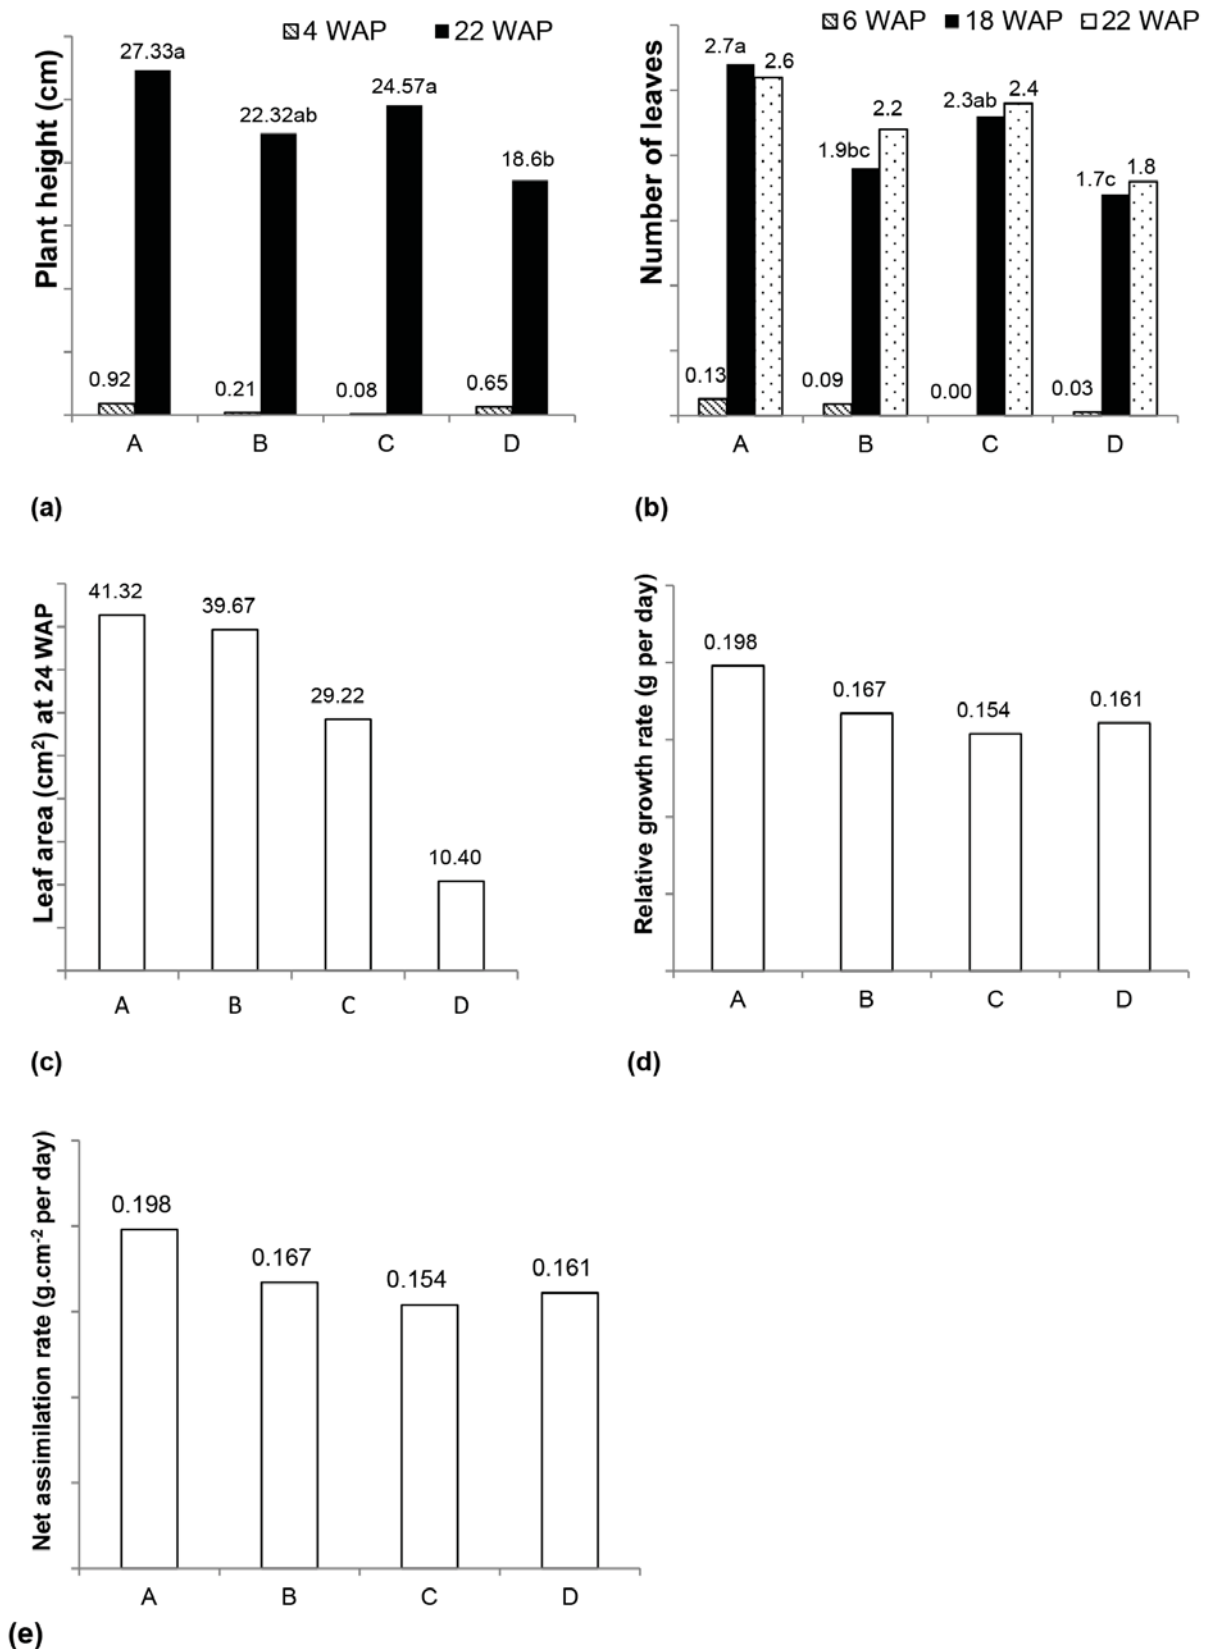 4 WAP 22 WAP
Plant height (cm)
27.33a
22.32ab
24.57a
18.6b
0.92
0.21
0.08
0.65
A B C D
(a)
6 WAP 18 WAP 22 WAP
Number of leaves
2.7a
2.6
1.9bc
2.2
2.3ab
2.4
1.7c
1.8
0.13
0.09
0.00
0.03
A B C D
(b)
Leaf area (cm²) at 24 WAP
41.32
39.67
29.22
10.40
A B C D
(c)
Relative growth rate (g per day)
0.198
0.167
0.154
0.161
A B C D
(d)
Net assimilation rate (g.cm⁻² per day)
0.198
0.167
0.154
0.161
A B C D
(e)